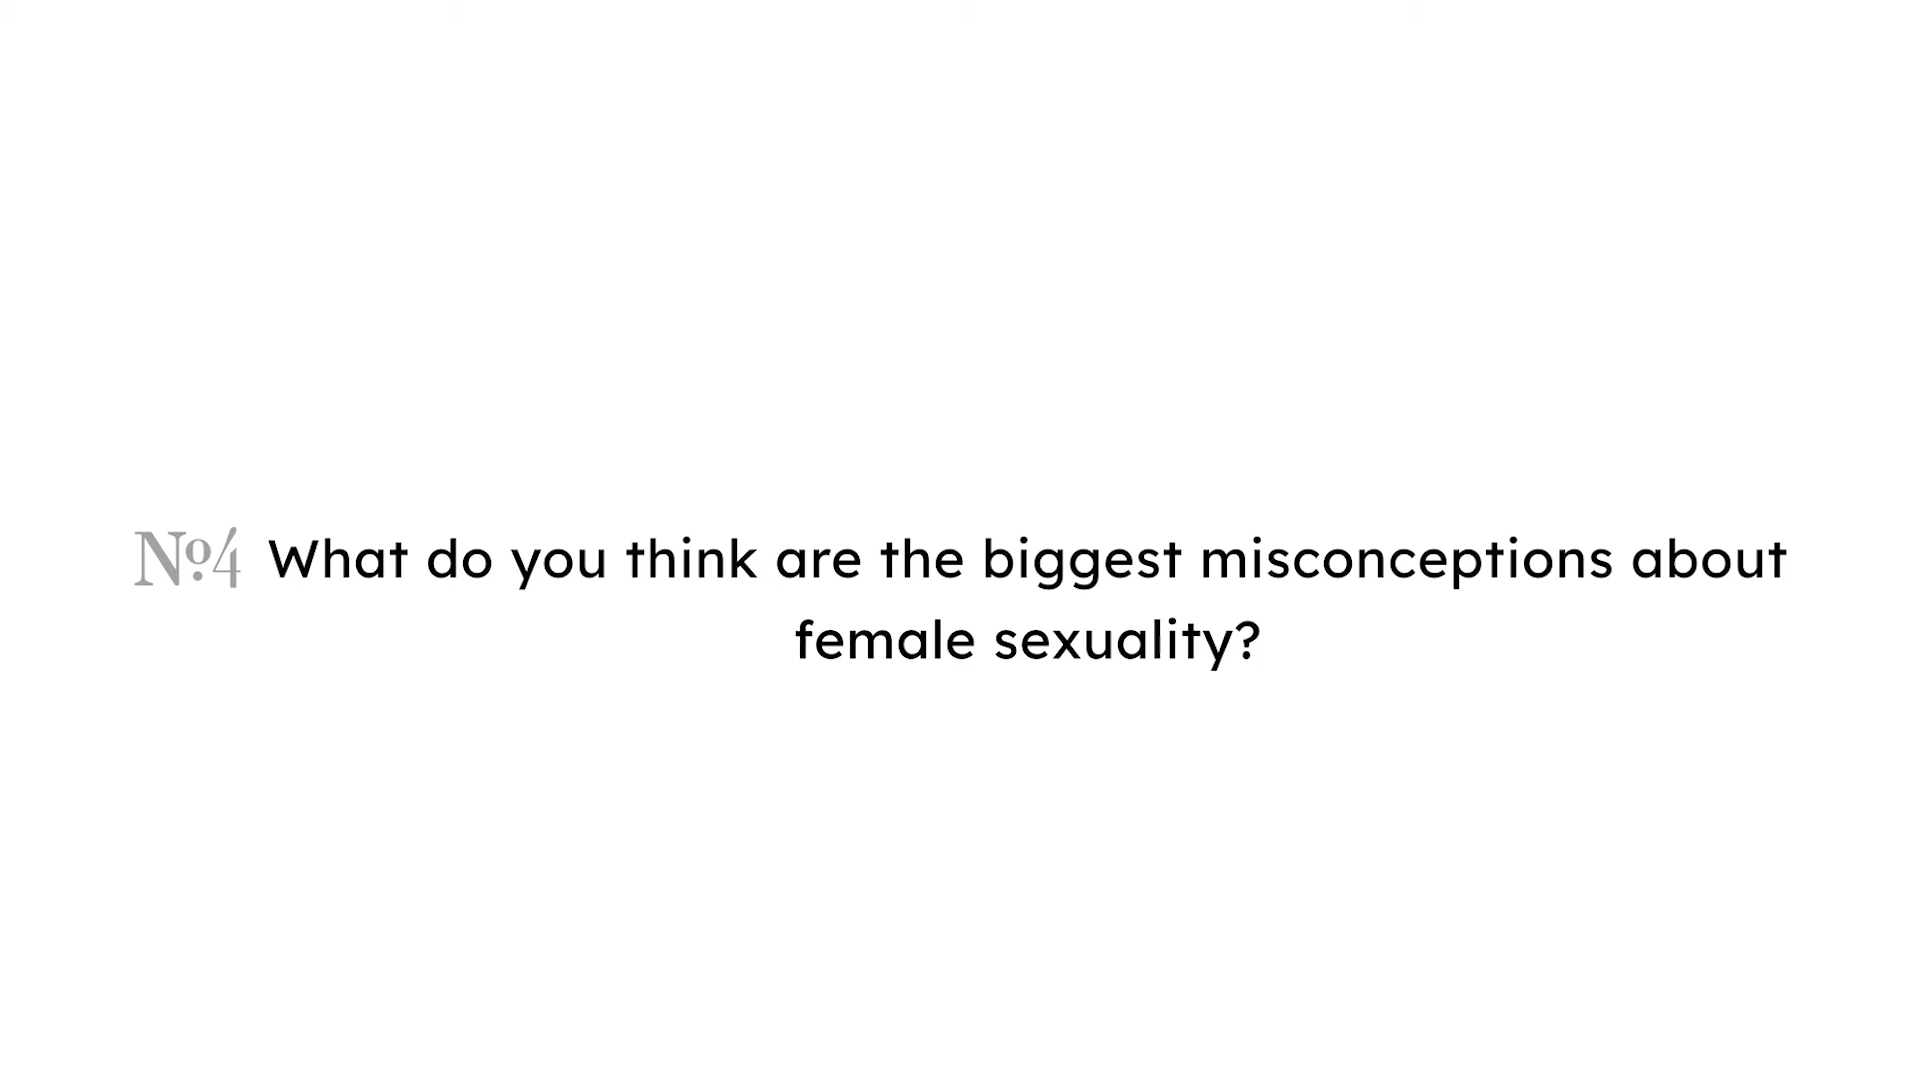 №4 What do you think are the biggest misconceptions about
female sexuality?